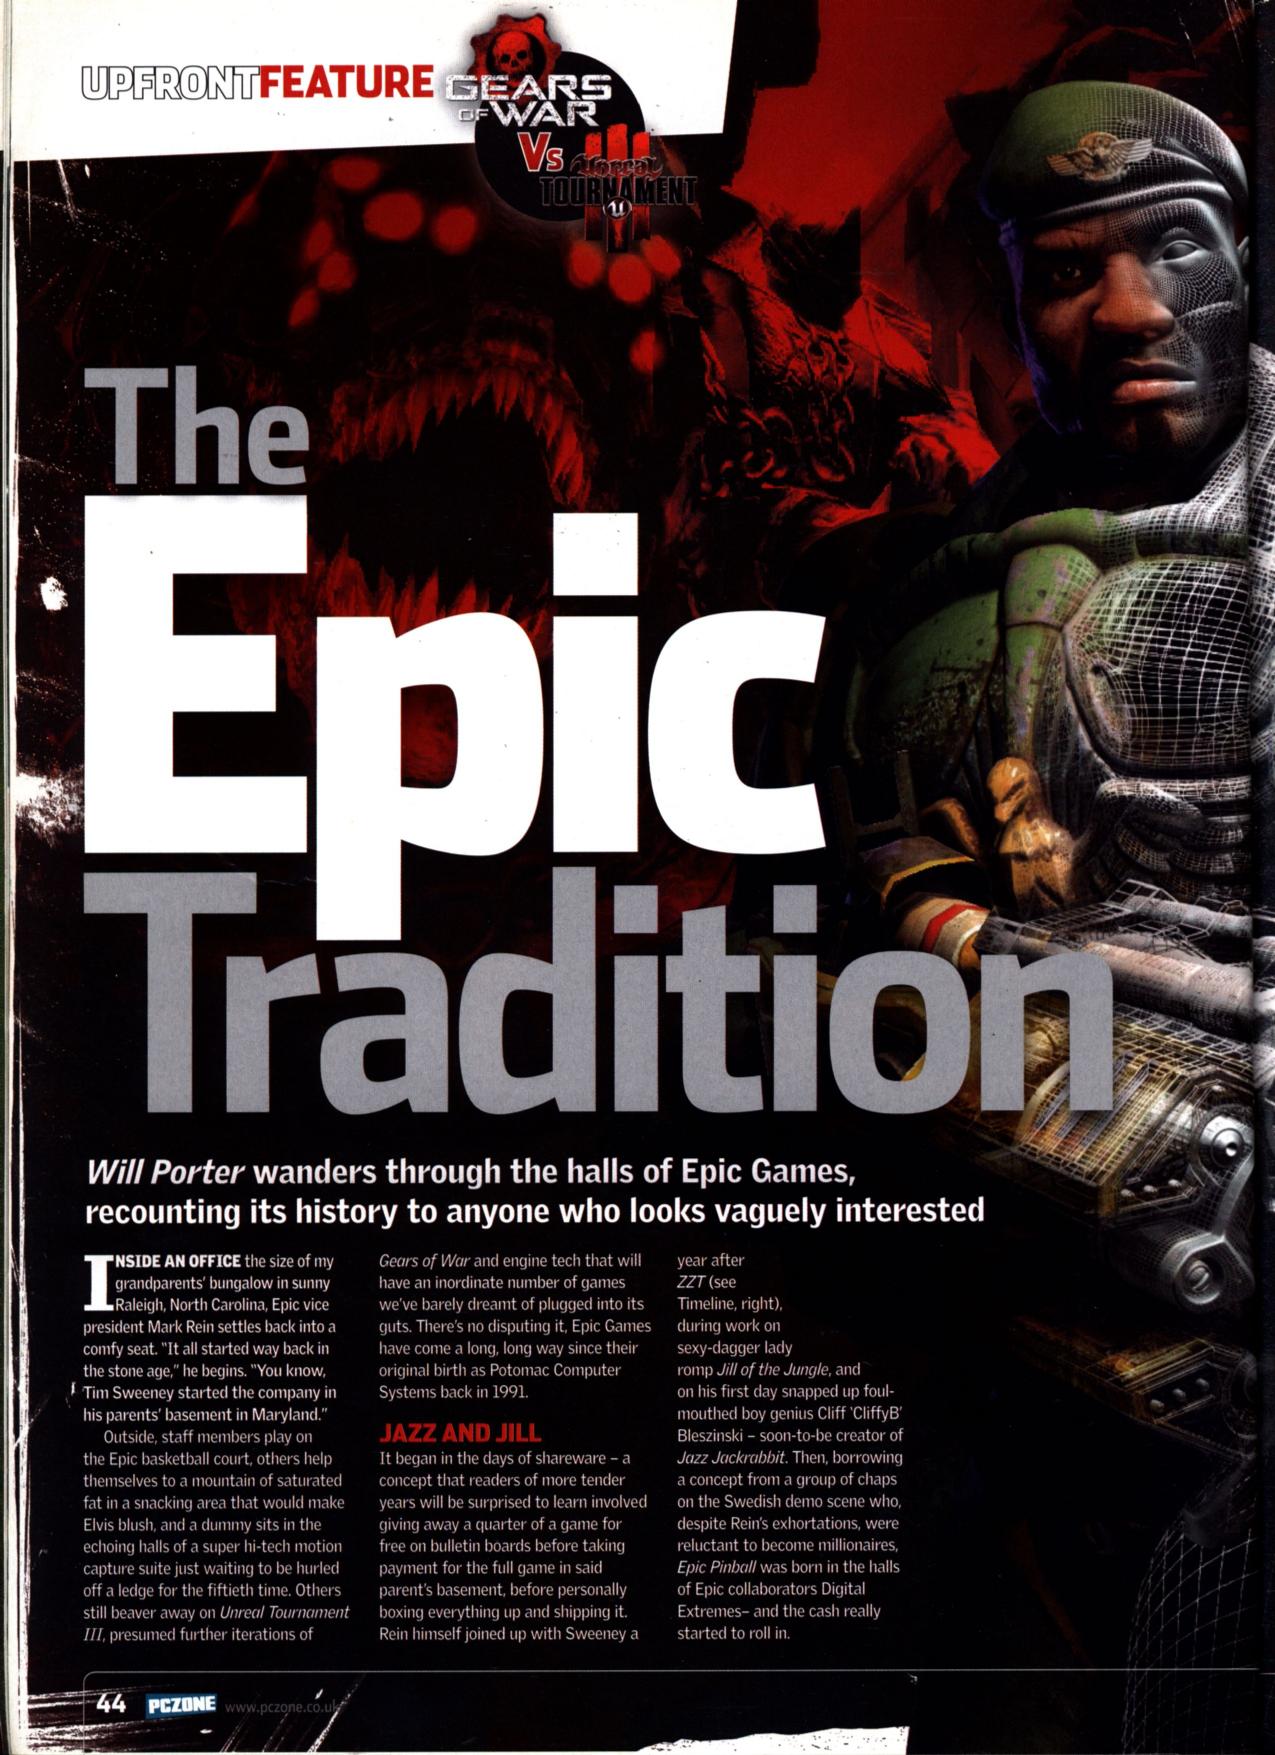 UPFRONTFEATURE
GEARS
OF WAR
Vs
Unreal
TOURNAMENT
III
The
Epic
Tradition
Will Porter wanders through the halls of Epic Games,
recounting its history to anyone who looks vaguely interested
INSIDE AN OFFICE the size of my
grandparents' bungalow in sunny
Raleigh, North Carolina, Epic vice
president Mark Rein settles back into a
comfy seat. "It all started way back in
the stone age," he begins. "You know,
Tim Sweeney started the company in
his parents' basement in Maryland."
Outside, staff members play on
the Epic basketball court, others help
themselves to a mountain of saturated
fat in a snacking area that would make
Elvis blush, and a dummy sits in the
echoing halls of a super hi-tech motion
capture suite just waiting to be hurled
off a ledge for the fiftieth time. Others
still beaver away on Unreal Tournament
III, presumed further iterations of
Gears of War and engine tech that will
have an inordinate number of games
we've barely dreamt of plugged into its
guts. There's no disputing it, Epic Games
have come a long, long way since their
original birth as Potomac Computer
Systems back in 1991.
JAZZ AND JILL
It began in the days of shareware – a
concept that readers of more tender
years will be surprised to learn involved
giving away a quarter of a game for
free on bulletin boards before taking
payment for the full game in said
parent's basement, before personally
boxing everything up and shipping it.
Rein himself joined up with Sweeney a
year after
ZZT (see
Timeline, right),
during work on
sexy-dagger lady
romp Jill of the Jungle, and
on his first day snapped up foul-
mouthed boy genius Cliff 'CliffyB'
Bleszinski – soon-to-be creator of
Jazz Jackrabbit. Then, borrowing
a concept from a group of chaps
on the Swedish demo scene who,
despite Rein's exhortations, were
reluctant to become millionaires,
Epic Pinball was born in the halls
of Epic collaborators Digital
Extremes– and the cash really
started to roll in.
44 PCZONE www.pczone.co.uk